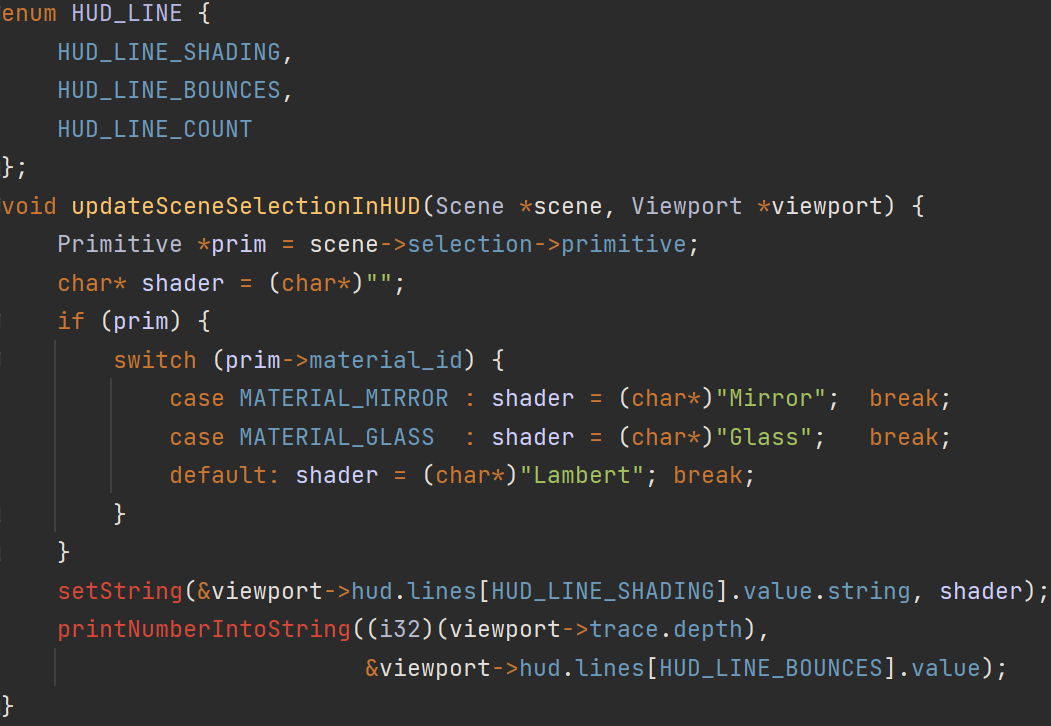 enum HUD_LINE {
    HUD_LINE_SHADING,
    HUD_LINE_BOUNCES,
    HUD_LINE_COUNT
};
void updateSceneSelectionInHUD(Scene *scene, Viewport *viewport) {
    Primitive *prim = scene->selection->primitive;
    char* shader = (char*)"";
    if (prim) {
        switch (prim->material_id) {
            case MATERIAL_MIRROR : shader = (char*)"Mirror";  break;
            case MATERIAL_GLASS  : shader = (char*)"Glass";   break;
            default: shader = (char*)"Lambert"; break;
        }
    }
    setString(&viewport->hud.lines[HUD_LINE_SHADING].value.string, shader);
    printNumberIntoString((i32)(viewport->trace.depth),
                          &viewport->hud.lines[HUD_LINE_BOUNCES].value);
}